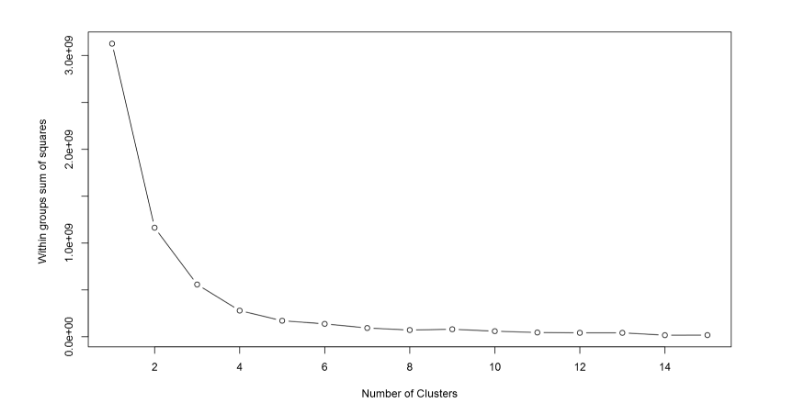 Within groups sum of squares
3.0e+09
2.0e+09
1.0e+09
0.0e+00
2 4 6 8 10 12 14
Number of Clusters